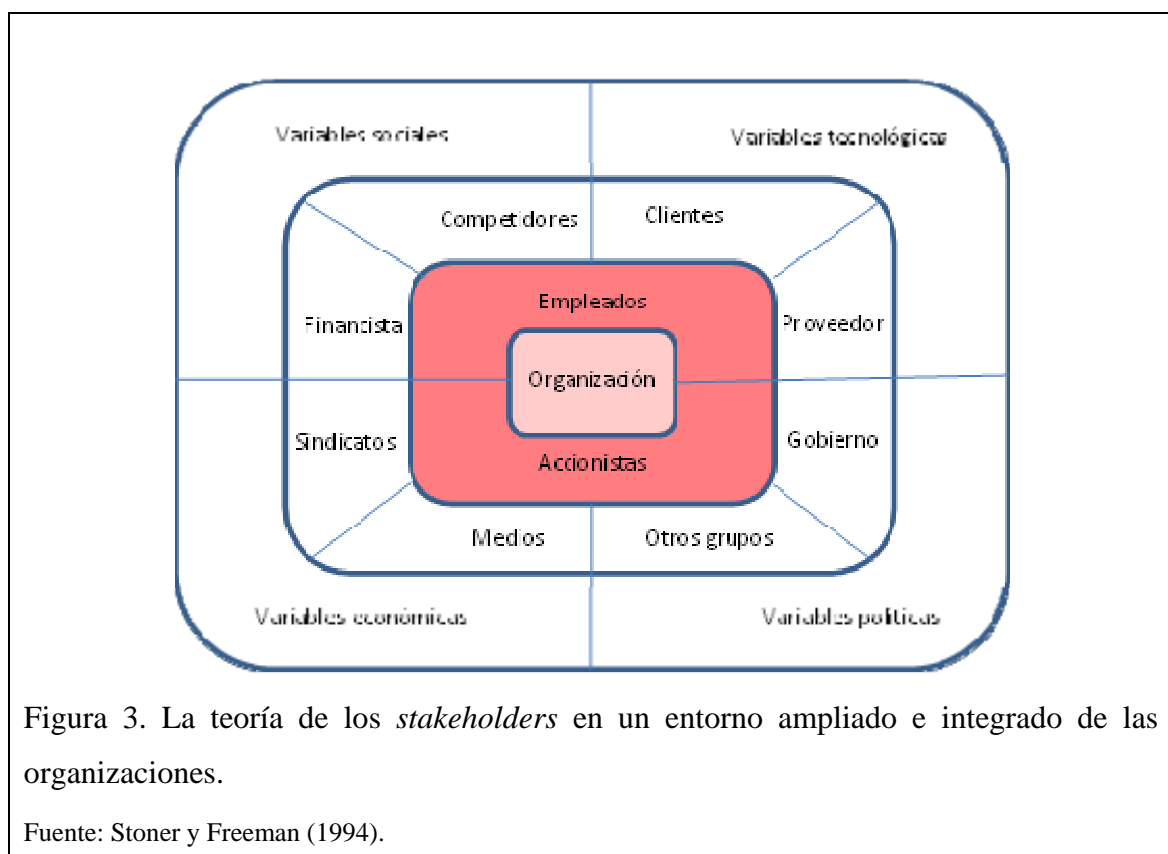 Variables sociales
Variables tecnológicas
Competidores
Clientes
Empleados
Financista
Proveedor
Organización
Sindicatos
Gobierno
Accionistas
Medios
Otros grupos
Variables económicas
Variables políticas
Figura 3. La teoría de los stakeholders en un entorno ampliado e integrado de las
organizaciones.
Fuente: Stoner y Freeman (1994).